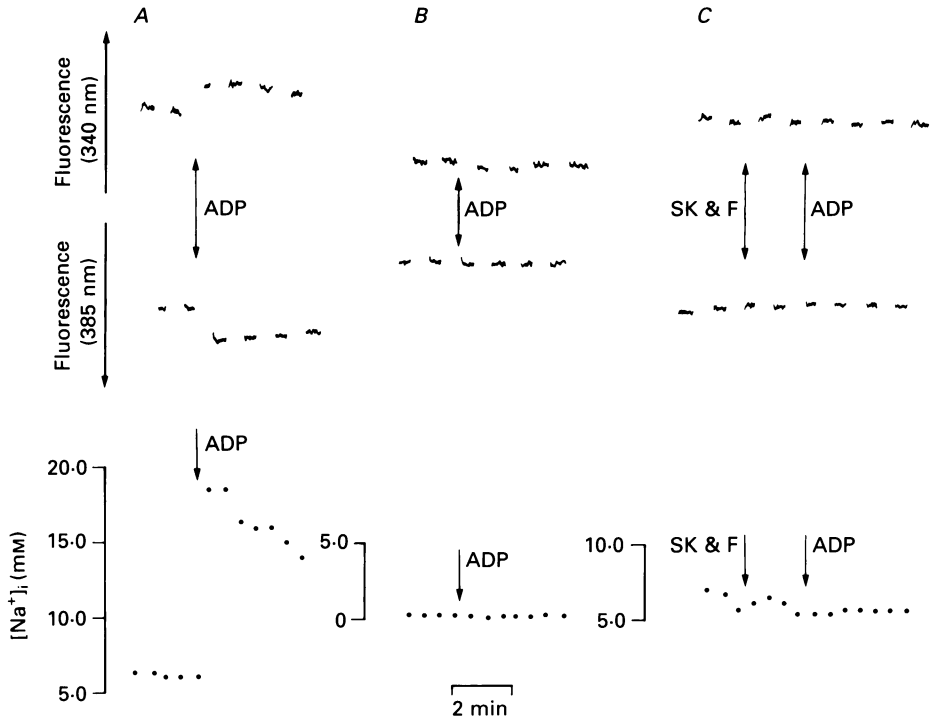 A
B
C
Fluorescence
(340 nm)
ADP
ADP
SK & F
ADP
Fluorescence
(385 nm)
ADP
20·0
15·0
10·0
5·0
[Na⁺]ᵢ (mM)
5·0
0
ADP
10·0
5·0
SK & F
ADP
2 min